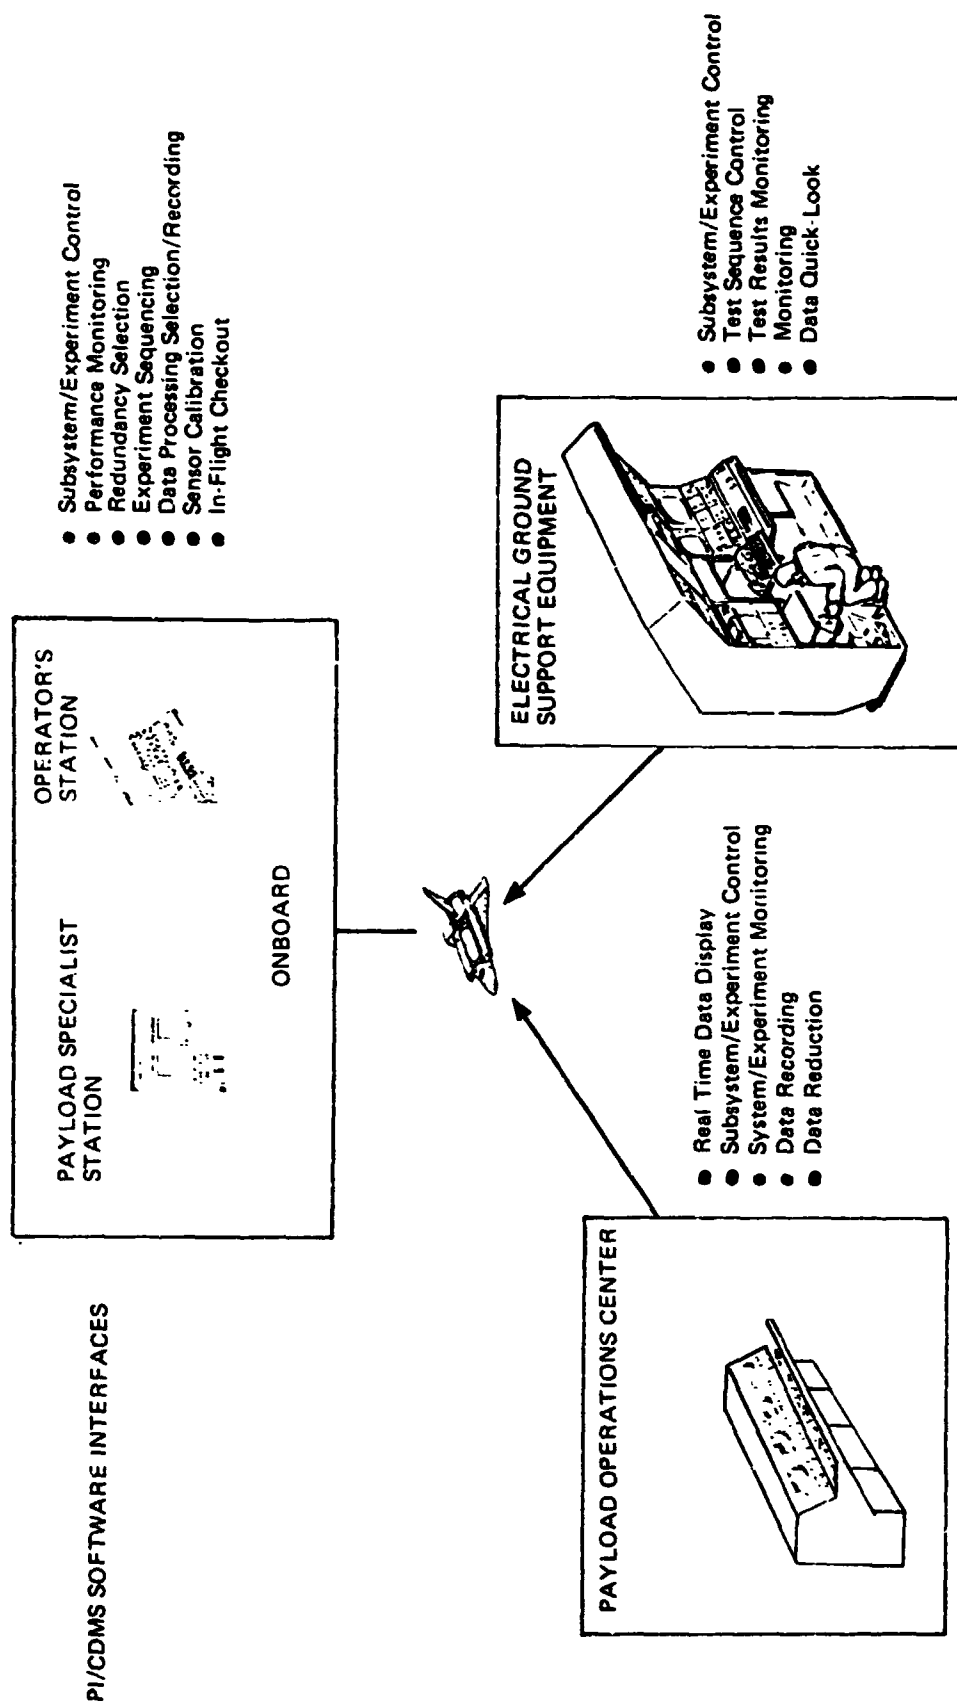 PI/CDMS SOFTWARE INTERFACES
PAYLOAD SPECIALIST
STATION
OPERATOR'S
STATION
ONBOARD
● Subsystem/Experiment Control
● Performance Monitoring
● Redundancy Selection
● Experiment Sequencing
● Data Processing Selection/Recording
● Sensor Calibration
● In-Flight Checkout
PAYLOAD OPERATIONS CENTER
● Real Time Data Display
● Subsystem/Experiment Control
● System/Experiment Monitoring
● Data Recording
● Data Reduction
ELECTRICAL GROUND
SUPPORT EQUIPMENT
● Subsystem/Experiment Control
● Test Sequence Control
● Test Results Monitoring
● Monitoring
● Data Quick-Look